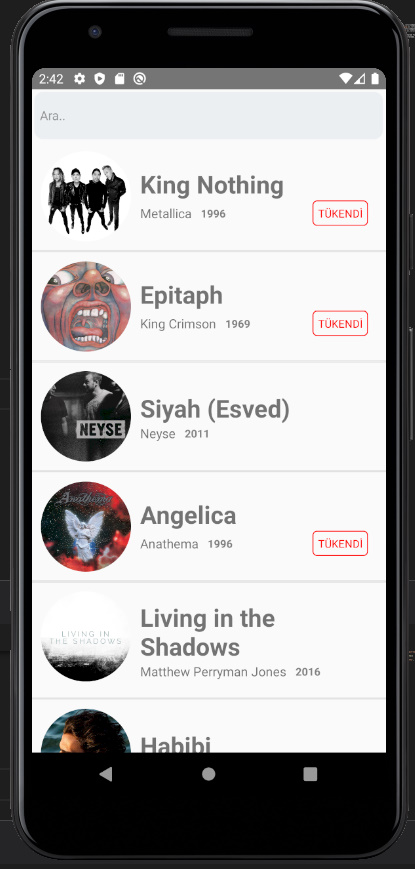 2:42
Ara..
King Nothing
Metallica 1996
TÜKENDİ
Epitaph
King Crimson 1969
TÜKENDİ
NEYSE
Siyah (Esved)
Neyse 2011
Anathema
Angelica
Anathema 1996
TÜKENDİ
LIVING IN
THE SHADOWS
Living in the
Shadows
Matthew Perryman Jones 2016
Habibi